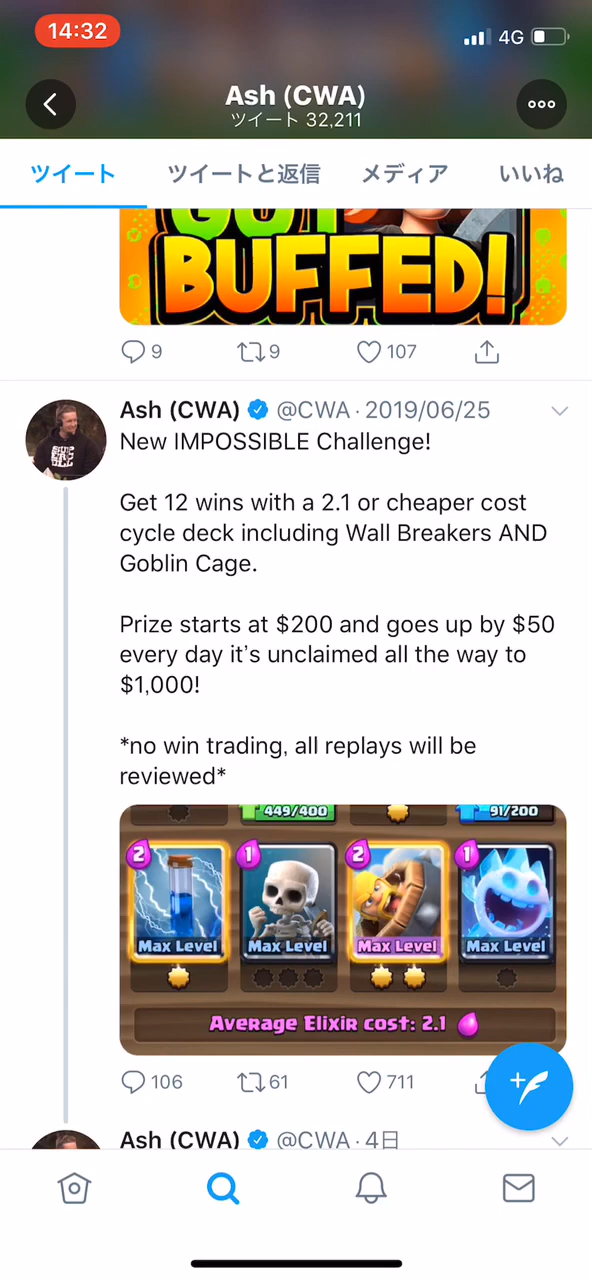 14:32
4G
Ash (CWA)
ツイート 32,211
ツイート
ツイートと返信
メディア
いいね
GOT
BUFFED!
9
9
107
Ash (CWA) @CWA · 2019/06/25
New IMPOSSIBLE Challenge!
Get 12 wins with a 2.1 or cheaper cost
cycle deck including Wall Breakers AND
Goblin Cage.
Prize starts at $200 and goes up by $50
every day it's unclaimed all the way to
$1,000!
*no win trading, all replays will be
reviewed*
449/400
91/200
2
1
2
1
Max Level
Max Level
Max Level
Max Level
Average Elixir cost: 2.1
106
61
711
Ash (CWA) @CWA · 4日